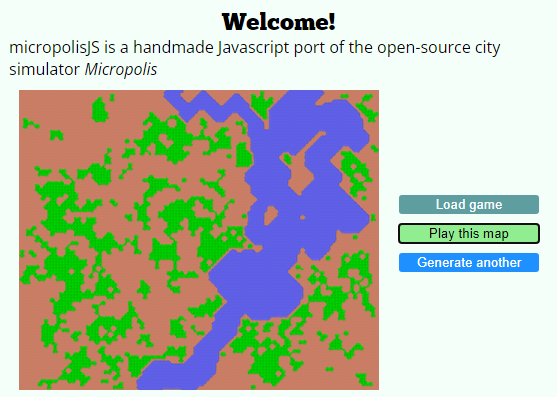 Welcome!
micropolisJS is a handmade Javascript port of the open-source city
simulator Micropolis
Load game
Play this map
Generate another